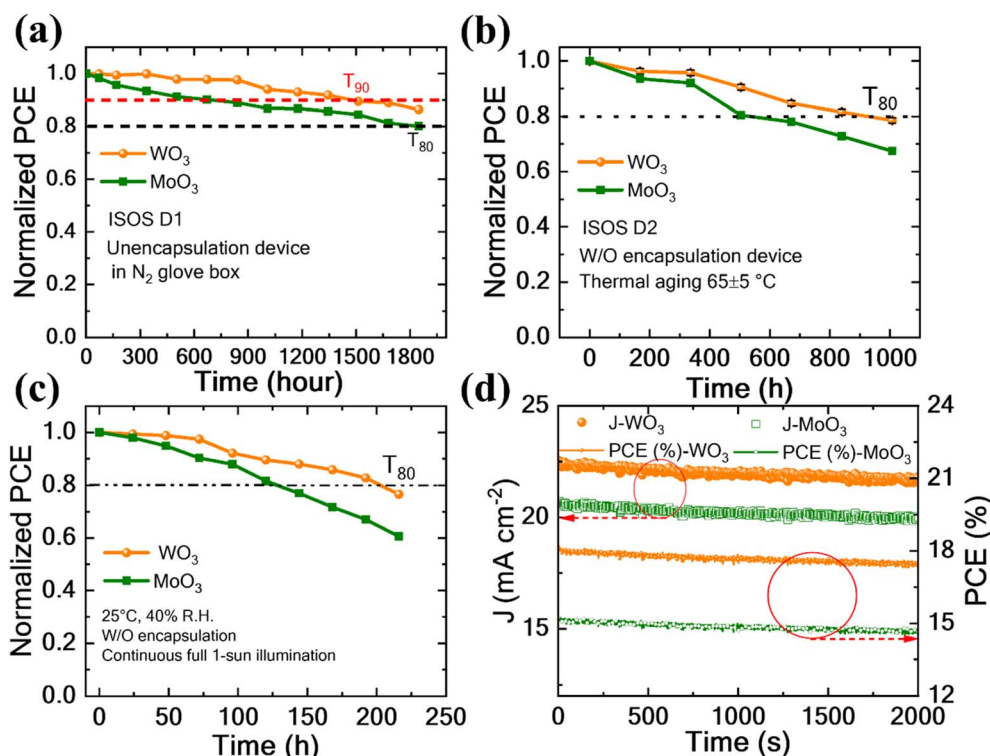 (a)
Normalized PCE
1.0
0.8
0.6
0.4
0.2
0.0
T90
T80
WO3
MoO3
ISOS D1
Unencapsulation device
in N2 glove box
0 300 600 900 1200 1500 1800
Time (hour)
(b)
Normalized PCE
1.0
0.8
0.6
0.4
0.2
0.0
T80
WO3
MoO3
ISOS D2
W/O encapsulation device
Thermal aging 65±5 °C
0 200 400 600 800 1000
Time (h)
(c)
Normalized PCE
1.0
0.8
0.6
0.4
0.2
0.0
T80
WO3
MoO3
25°C, 40% R.H.
W/O encapsulation
Continuous full 1-sun illumination
0 50 100 150 200 250
Time (h)
(d)
J (mA cm-2)
25
20
15
J-WO3 J-MoO3
PCE (%)-WO3 PCE (%)-MoO3
24
21
18
15
12
PCE (%)
0 500 1000 1500 2000
Time (s)